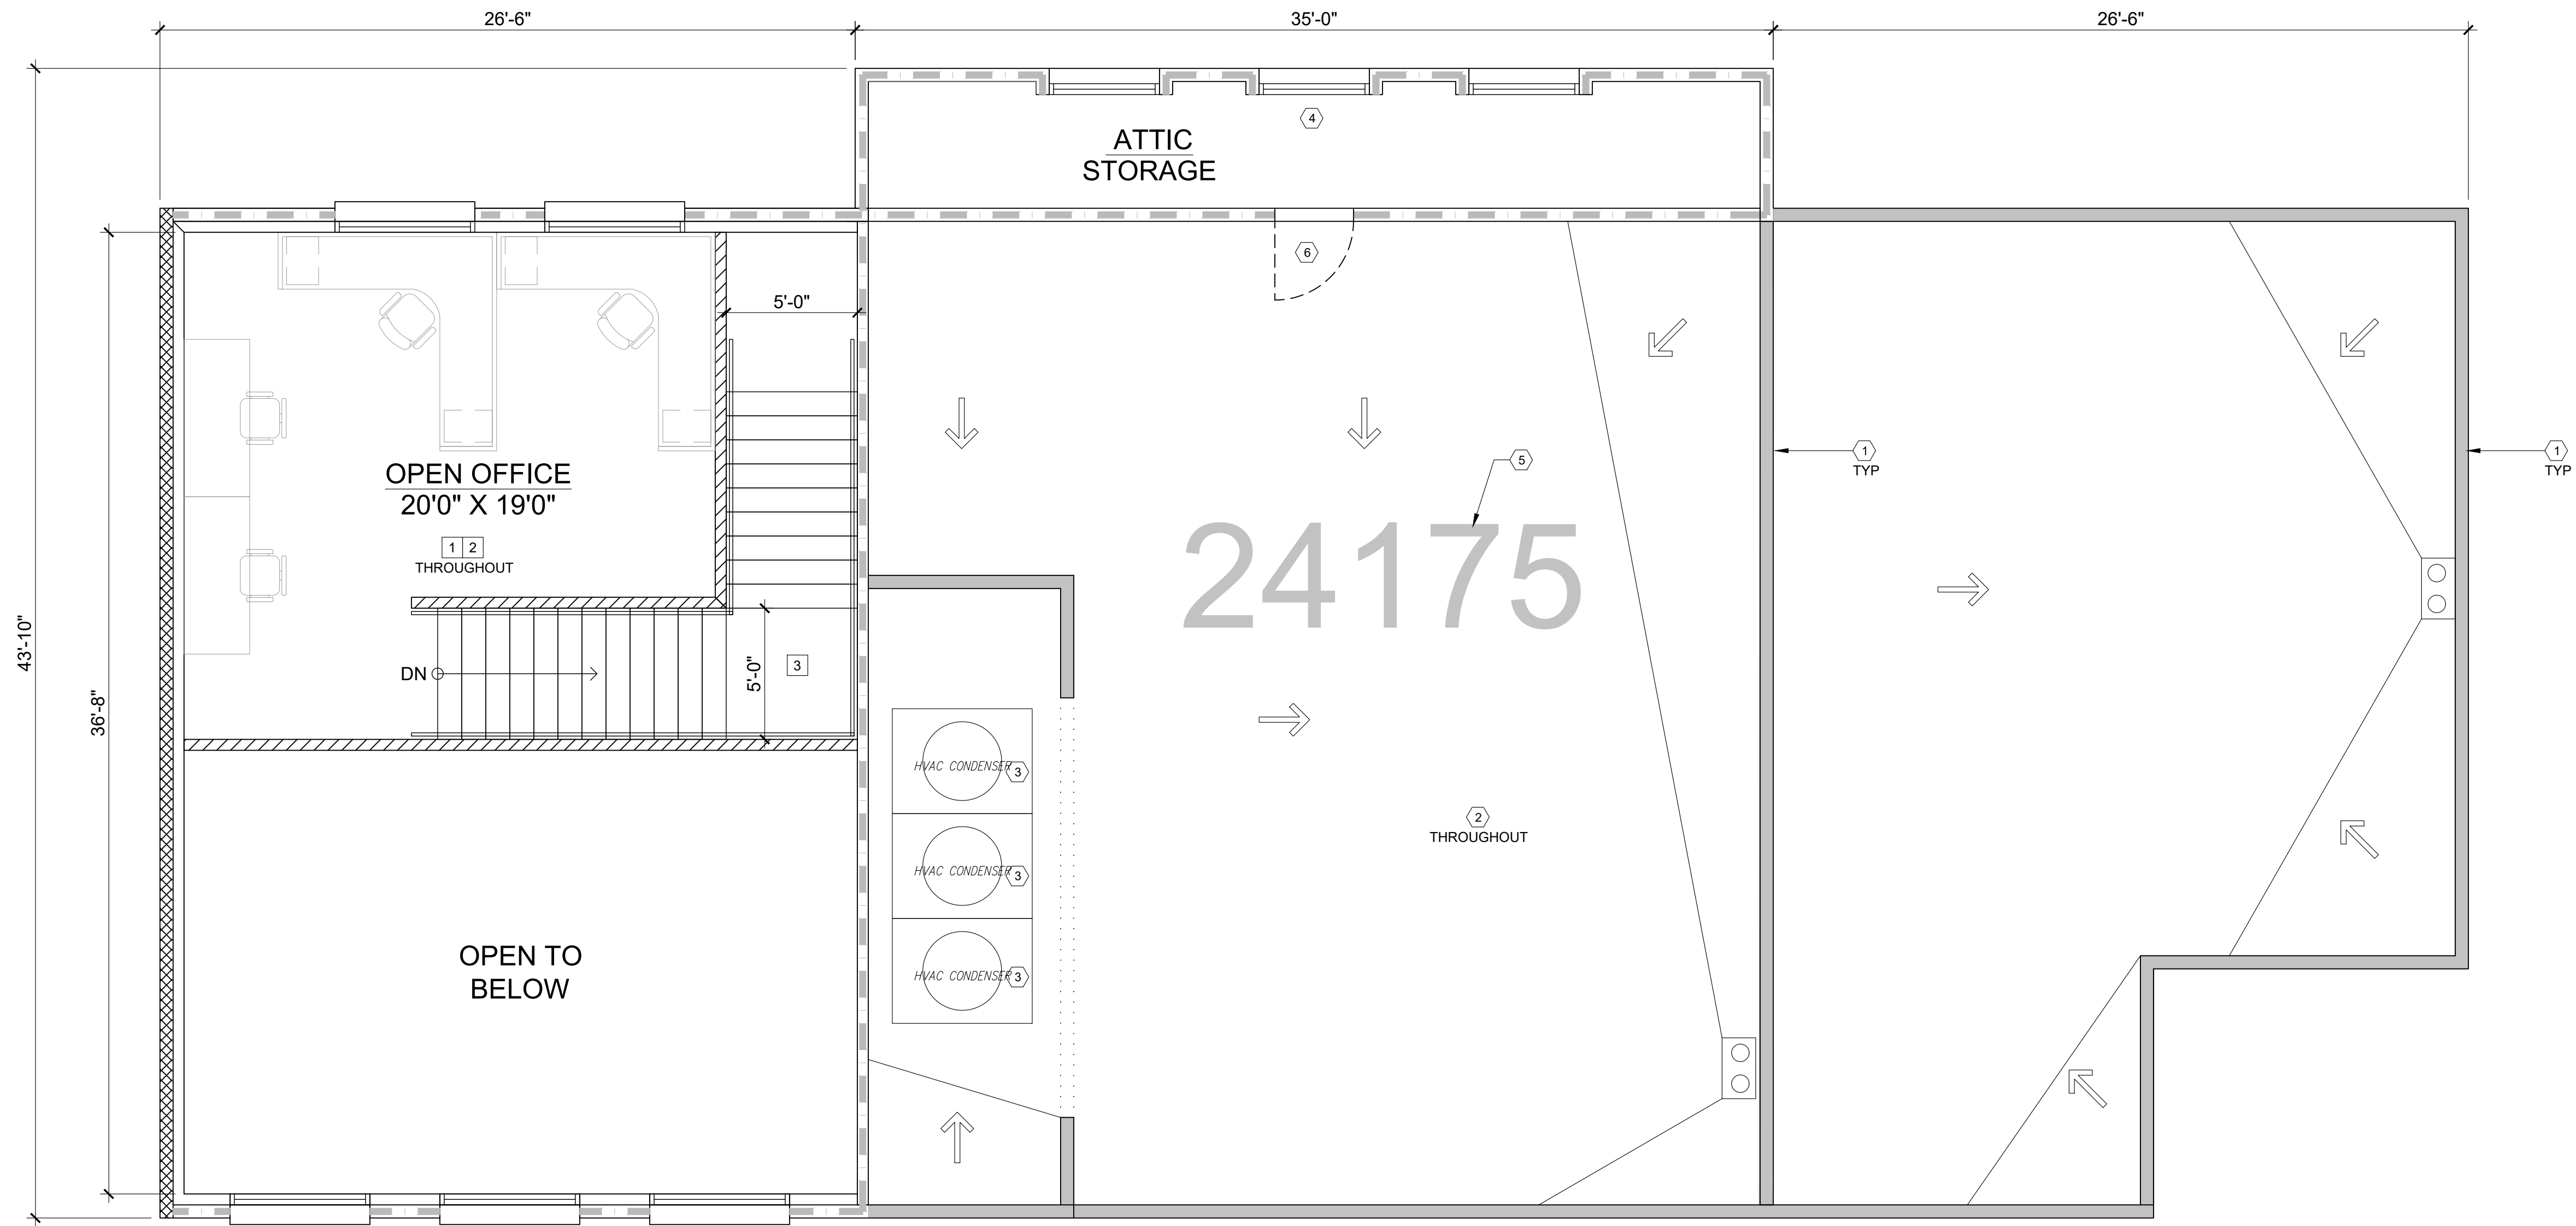 26'-6"
35'-0"
26'-6"
4
ATTIC
STORAGE
6
5'-0"
1
TYP
1
TYP
5
OPEN OFFICE
20'0" X 19'0"
24175
1 2
THROUGHOUT
43'-10"
36'-8"
DN
5'-0"
3
HVAC CONDENSER
3
2
THROUGHOUT
HVAC CONDENSER
3
OPEN TO
BELOW
HVAC CONDENSER
3